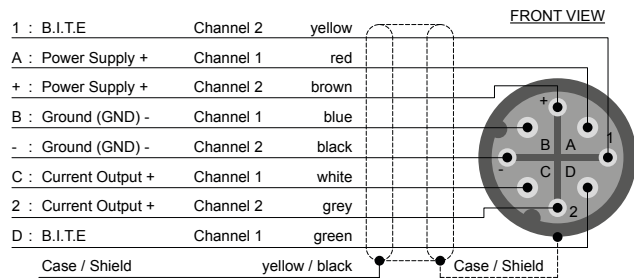 FRONT VIEW
1 : B.I.T.E Channel 2 yellow
A : Power Supply + Channel 1 red
+ : Power Supply + Channel 2 brown
B : Ground (GND) - Channel 1 blue
- : Ground (GND) - Channel 2 black
C : Current Output + Channel 1 white
2 : Current Output + Channel 2 grey
D : B.I.T.E Channel 1 green
Case / Shield yellow / black Case / Shield
+
B A 1
- C D
2